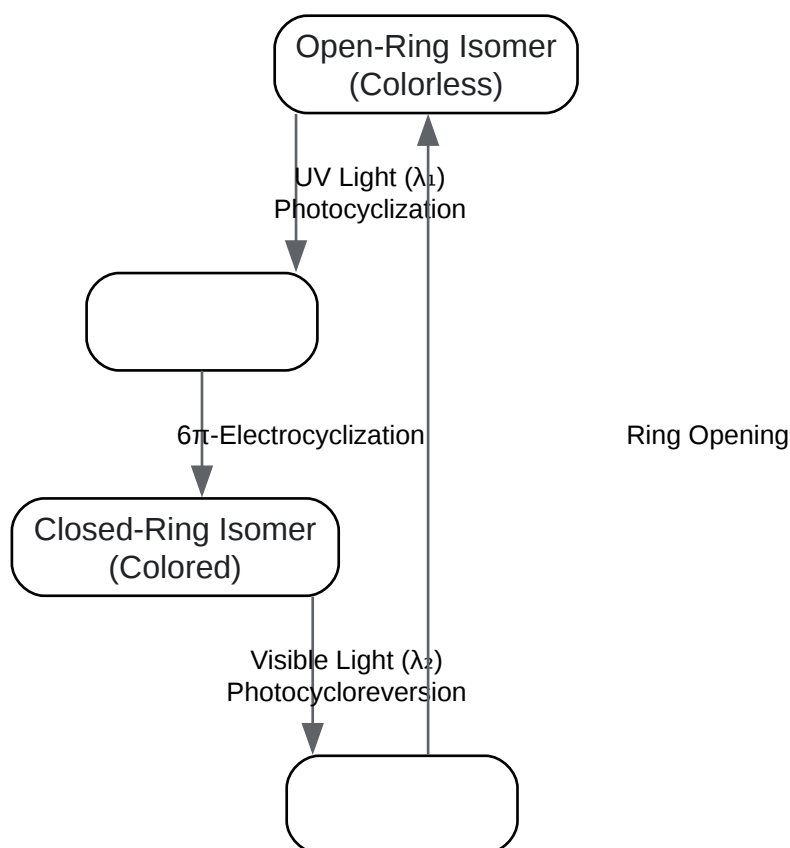 Open-Ring Isomer
(Colorless)
UV Light (λ₁)
Photocyclization
6π-Electrocyclization
Ring Opening
Closed-Ring Isomer
(Colored)
Visible Light (λ₂)
Photocycloreversion